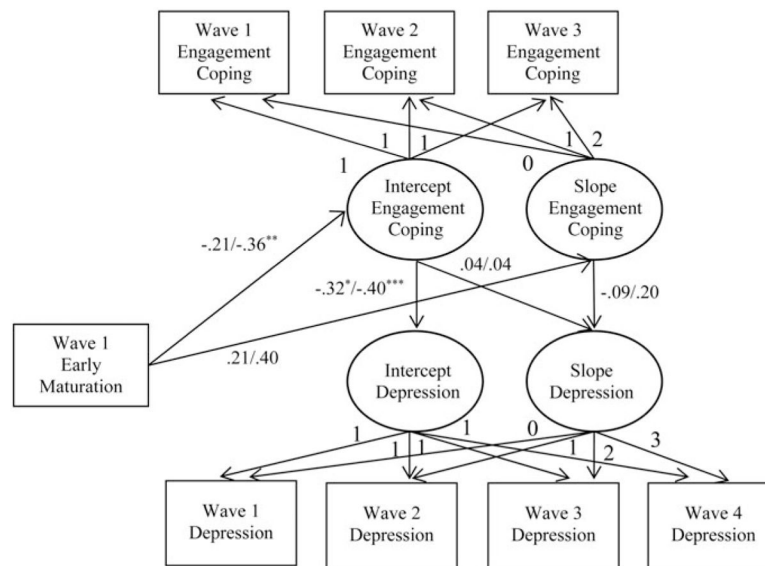 Wave 1
Engagement
Coping
Wave 2
Engagement
Coping
Wave 3
Engagement
Coping
1
1
1
0
1
2
Intercept
Engagement
Coping
Slope
Engagement
Coping
-.21/-.36**
-.32*/-.40***
.04/.04
-.09/.20
.21/.40
Wave 1
Early
Maturation
Intercept
Depression
Slope
Depression
1
1
1
1
0
1
2
3
Wave 1
Depression
Wave 2
Depression
Wave 3
Depression
Wave 4
Depression